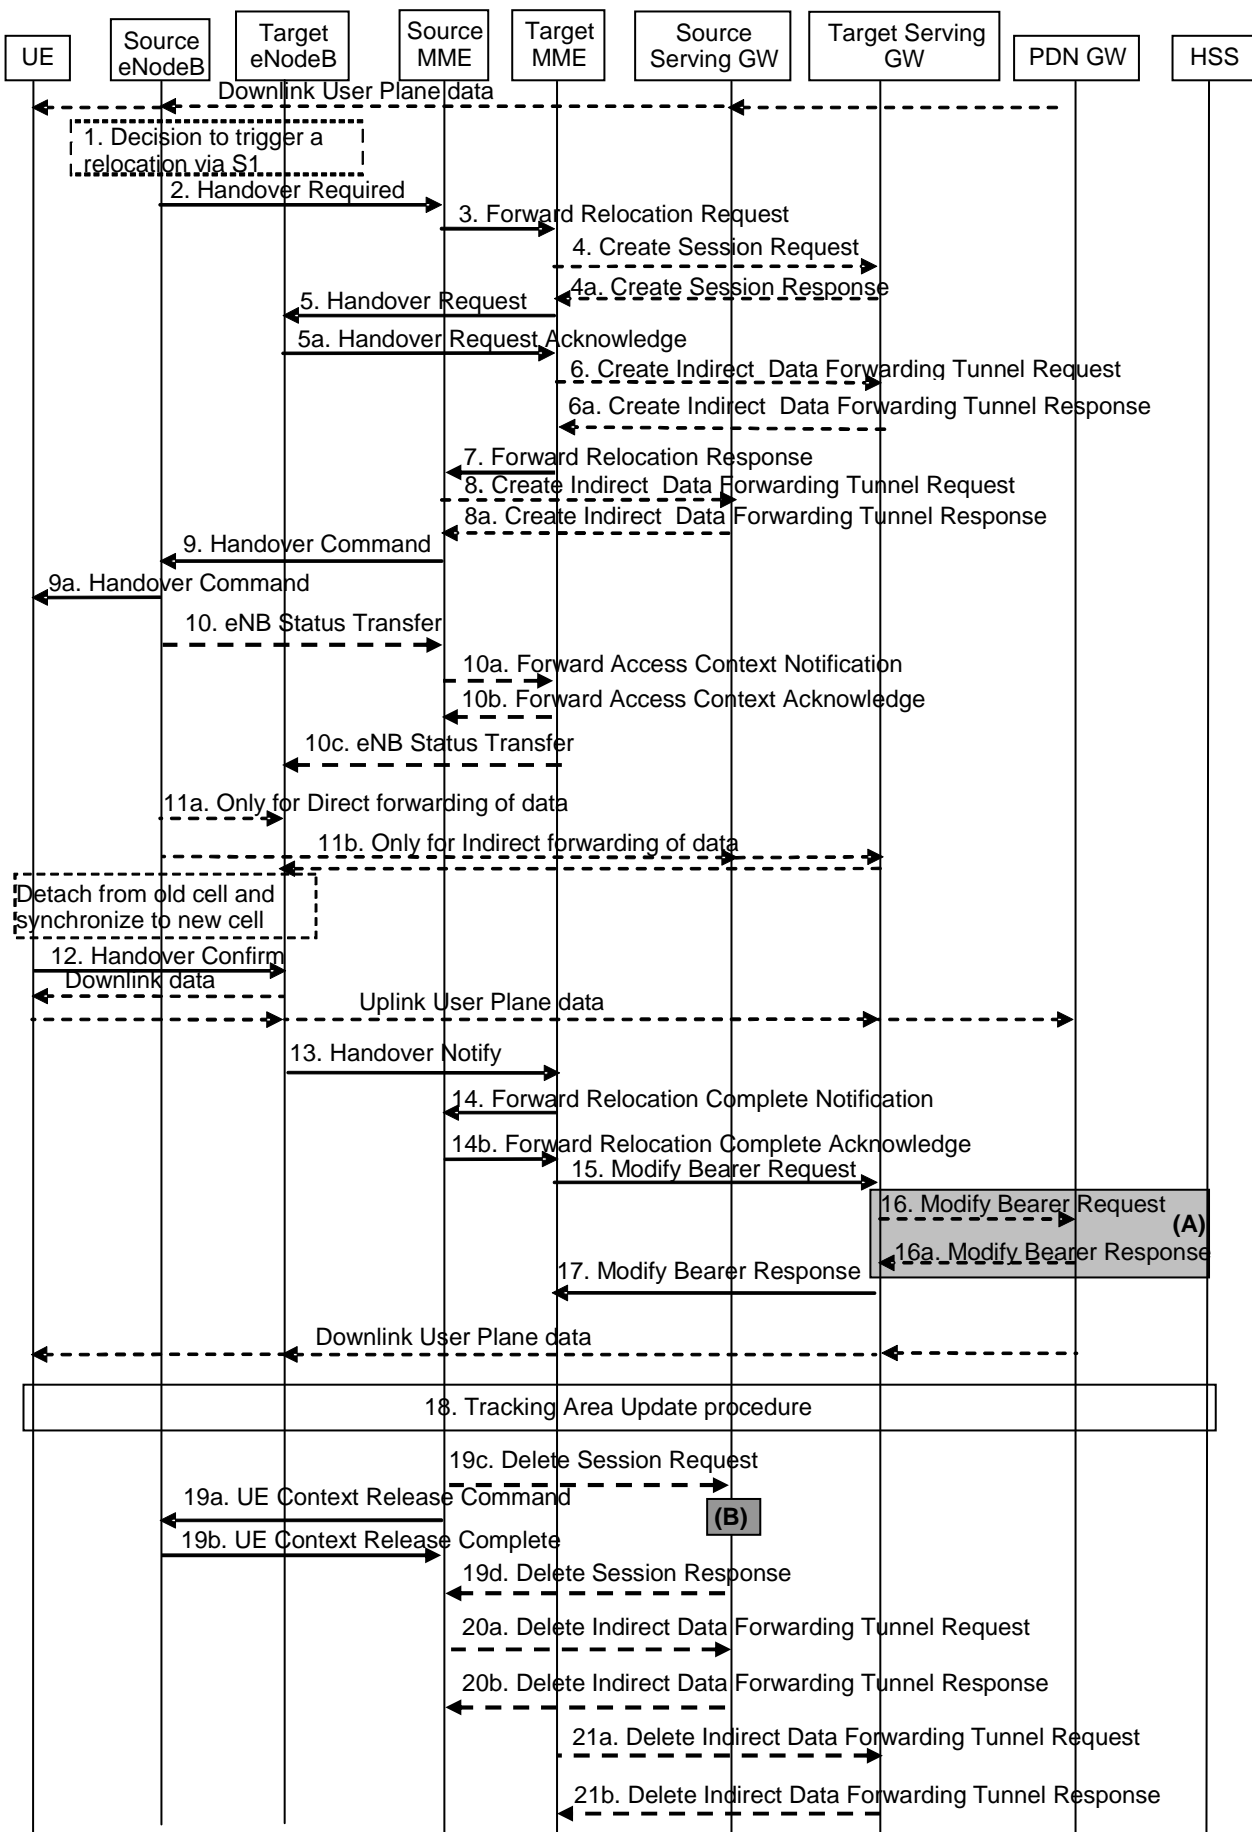 UE
Source
eNodeB
Target
eNodeB
Source
MME
Target
MME
Source
Serving GW
Target Serving
GW
PDN GW
HSS
Downlink User Plane data
1. Decision to trigger a
relocation via S1
2. Handover Required
3. Forward Relocation Request
4. Create Session Request
4a. Create Session Response
5. Handover Request
5a. Handover Request Acknowledge
6. Create Indirect Data Forwarding Tunnel Request
6a. Create Indirect Data Forwarding Tunnel Response
7. Forward Relocation Response
8. Create Indirect Data Forwarding Tunnel Request
8a. Create Indirect Data Forwarding Tunnel Response
9. Handover Command
9a. Handover Command
10. eNB Status Transfer
10a. Forward Access Context Notification
10b. Forward Access Context Acknowledge
10c. eNB Status Transfer
11a. Only for Direct forwarding of data
11b. Only for Indirect forwarding of data
Detach from old cell and
synchronize to new cell
12. Handover Confirm
Downlink data
Uplink User Plane data
13. Handover Notify
14. Forward Relocation Complete Notification
14b. Forward Relocation Complete Acknowledge
15. Modify Bearer Request
16. Modify Bearer Request
(A)
16a. Modify Bearer Response
17. Modify Bearer Response
Downlink User Plane data
18. Tracking Area Update procedure
19c. Delete Session Request
19a. UE Context Release Command
(B)
19b. UE Context Release Complete
19d. Delete Session Response
20a. Delete Indirect Data Forwarding Tunnel Request
20b. Delete Indirect Data Forwarding Tunnel Response
21a. Delete Indirect Data Forwarding Tunnel Request
21b. Delete Indirect Data Forwarding Tunnel Response